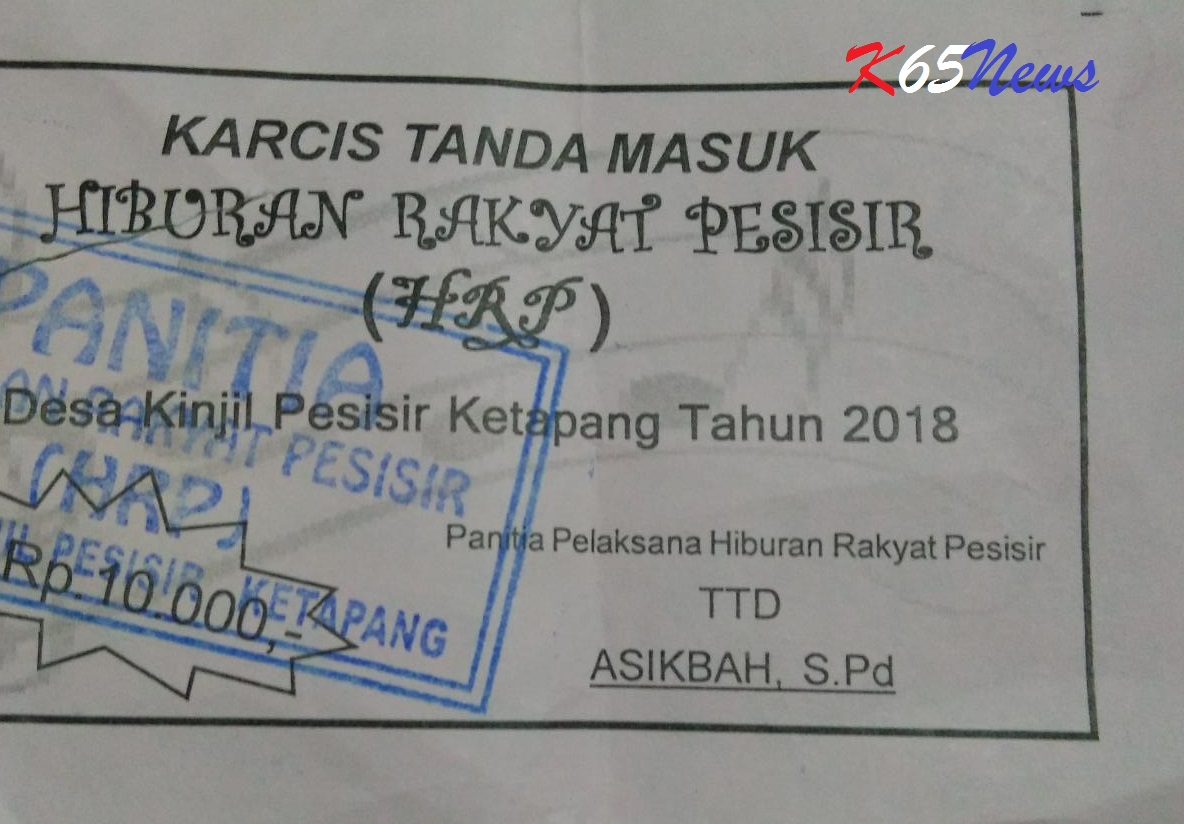 K65News
KARCIS TANDA MASUK
HIBURAN RAKYAT PESISIR
(HRP)
Desa Kinjil Pesisir Ketapang Tahun 2018
Panitia Pelaksana Hiburan Rakyat Pesisir
TTD
ASIKBAH, S.Pd
Rp.10.000,-
PANITIA
RAKYAT PESISIR
(HRP)
PESISIR KETAPANG